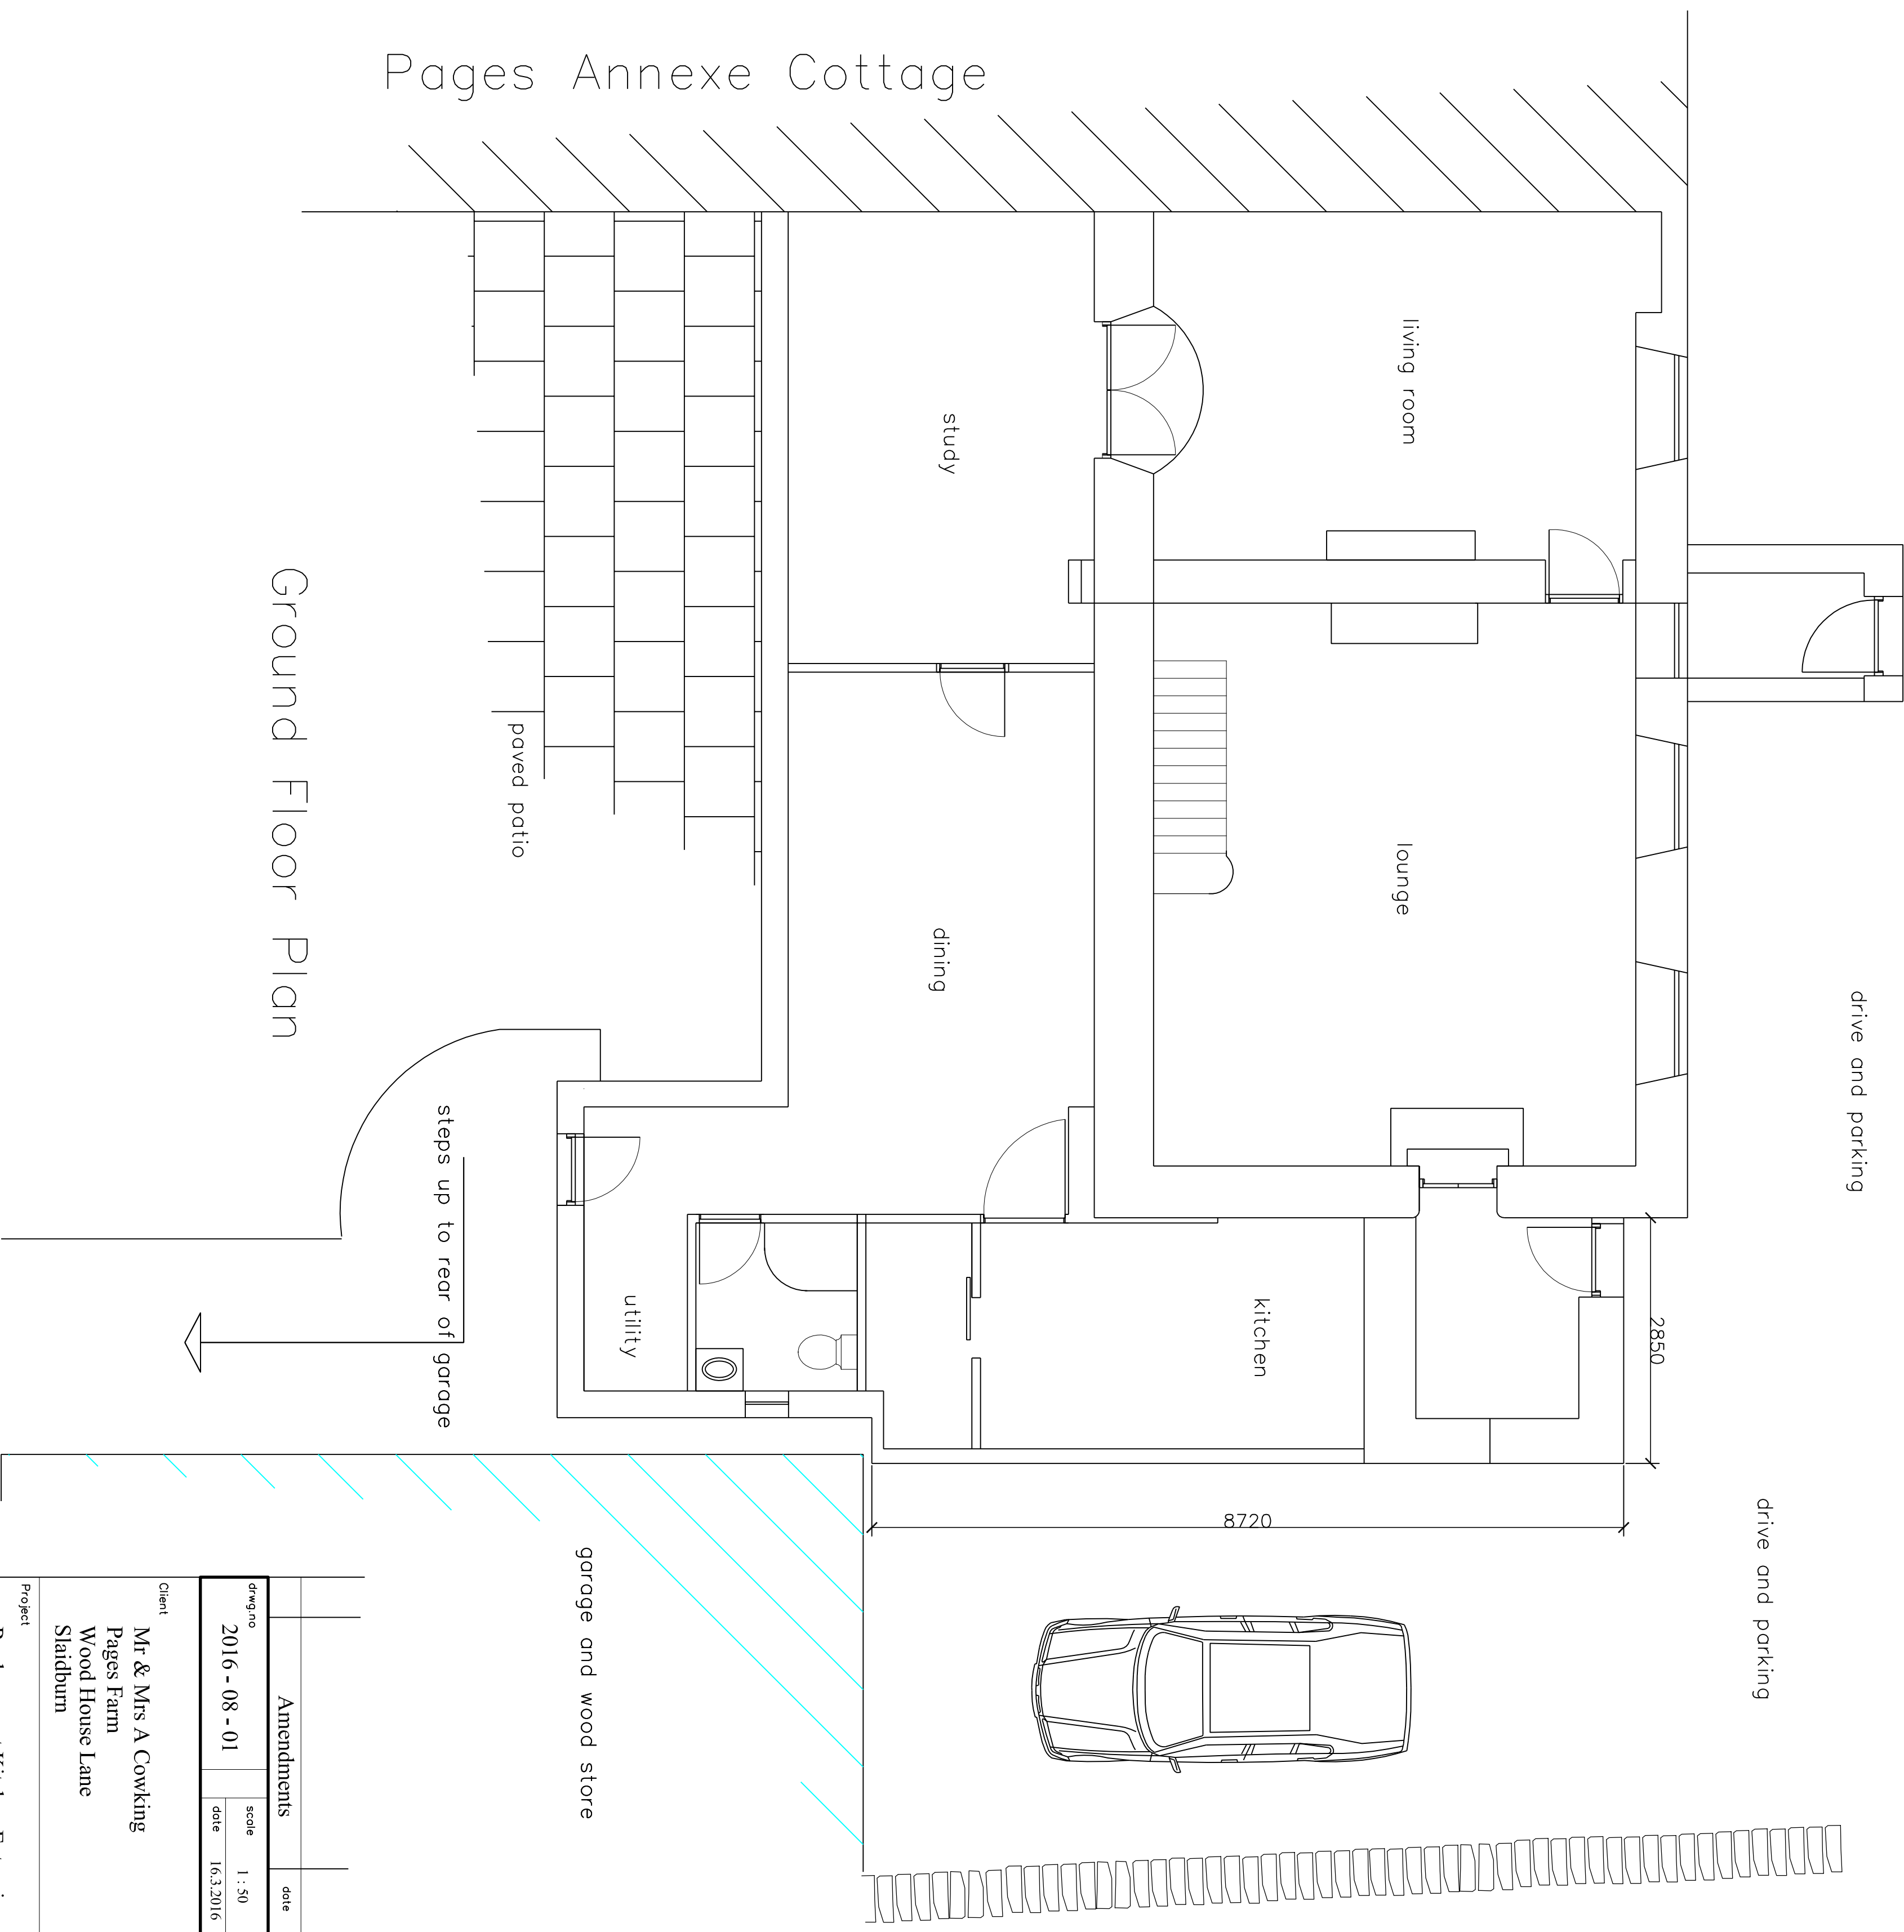 Pages Annexe Cottage
living room
study
lounge
dining
kitchen
utility
paved patio
steps up to rear of garage
drive and parking
drive and parking
garage and wood store
2850
8720
Ground Floor Plan
Amendments
date
drwg.no
2016 - 08 - 01
scale
1 : 50
date
16.3.2016
Client
Mr & Mrs A Cowking
Pages Farm
Wood House Lane
Slaidburn
Project